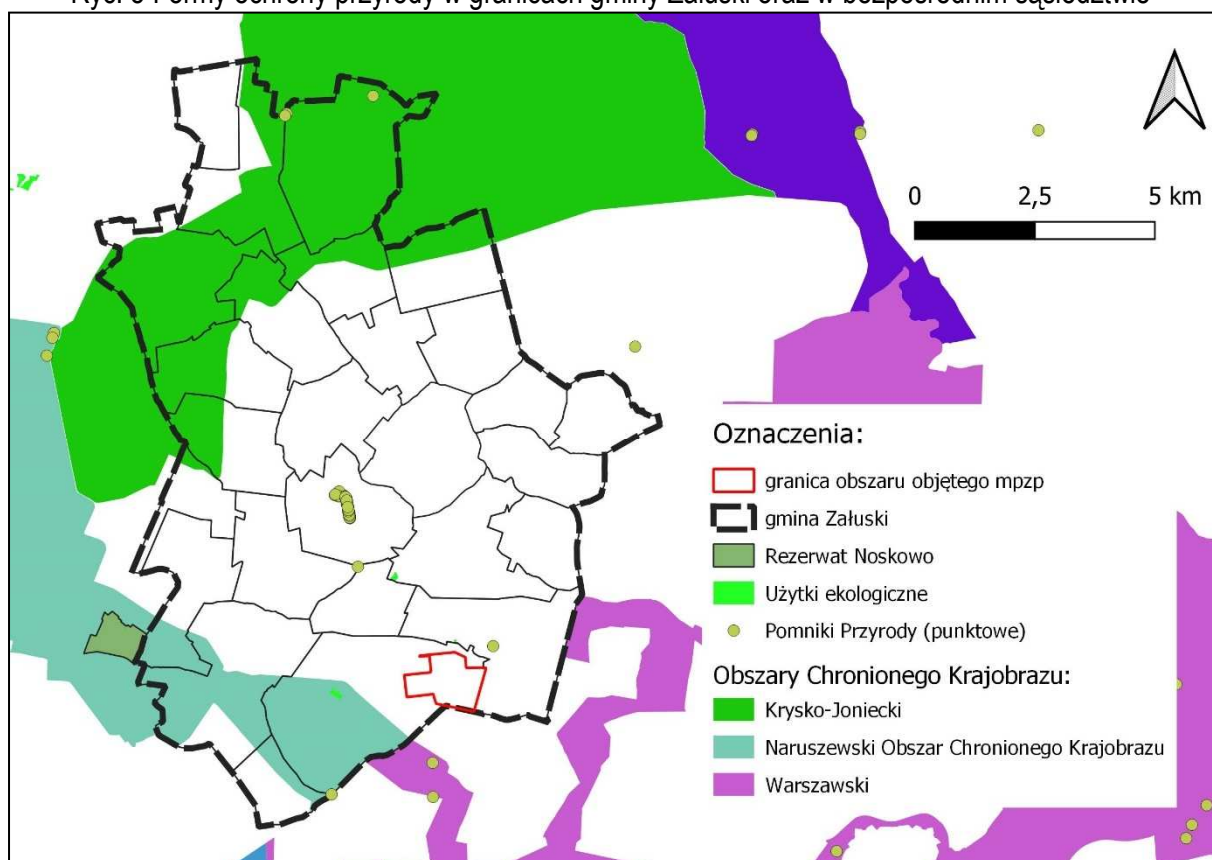 Rys. 8 Formy ochrony przyrody w granicach gminy Załuski oraz w bezpośrednim sąsiedztwie
0 2,5 5 km
Oznaczenia:
granica obszaru objętego mpzp
gmina Załuski
Rezerwat Noskowo
Użytki ekologiczne
Pomniki Przyrody (punktowe)
Obszary Chronionego Krajobrazu:
Krysko-Joniecki
Naruszewski Obszar Chronionego Krajobrazu
Warszawski